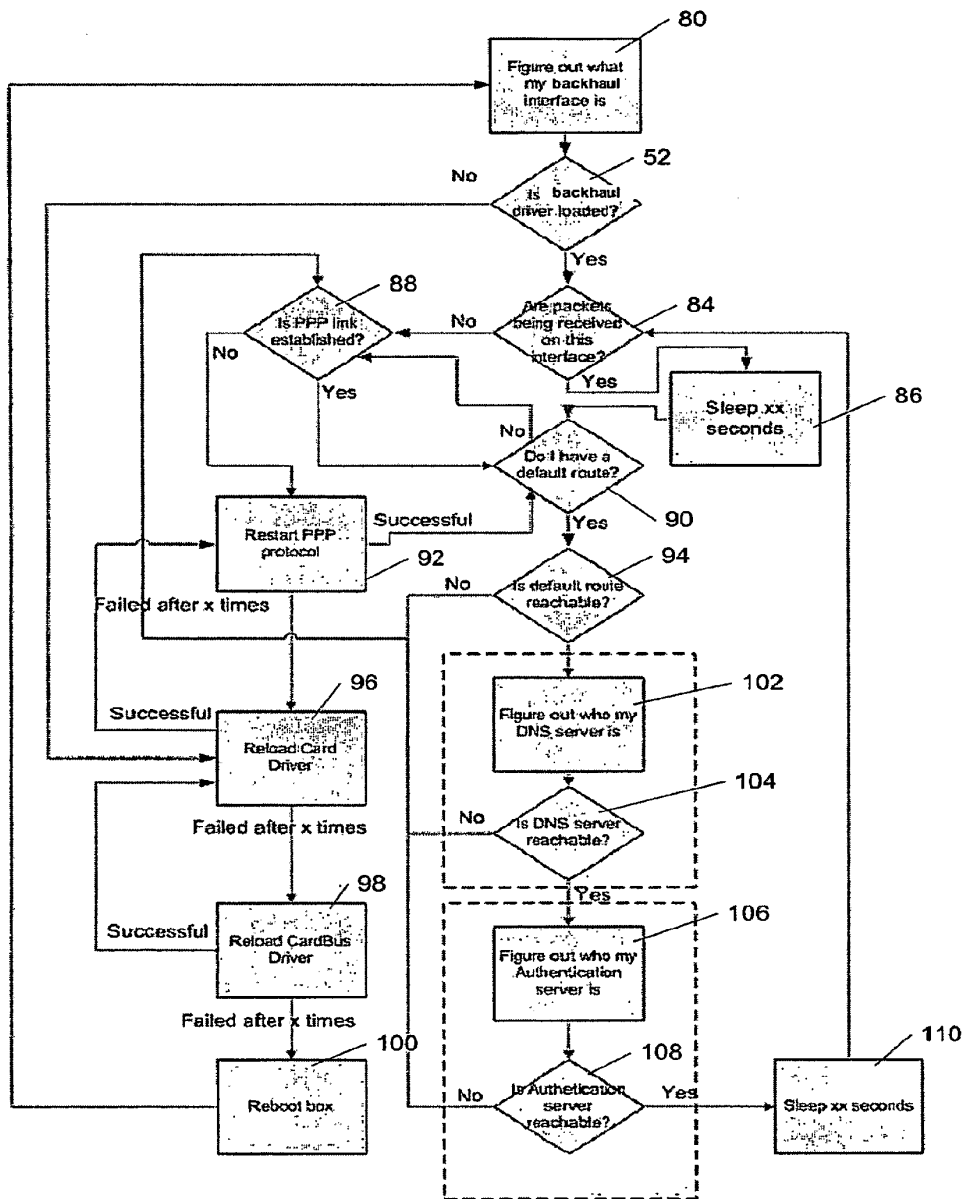 80
Figure out what
my backhaul
interface is
52
No
Is backhaul
driver loaded?
Yes
88
Is PPP link
established?
No
Yes
84
Are packets
being received
on this
interface?
No
Yes
Sleep xx
seconds
86
No
Do I have a
default route?
90
Yes
Restart PPP
protocol
92
Successful
Failed after x times
94
Is default route
reachable?
No
102
Figure out who my
DNS server is
96
Successful
Reload Card
Driver
Failed after x times
104
No
Is DNS server
reachable?
Yes
98
Successful
Reload CardBus
Driver
Failed after x times
106
Figure out who my
Authentication
server is
100
Reboot box
108
No
Is Authetication
server
reachable?
Yes
110
Sleep xx seconds